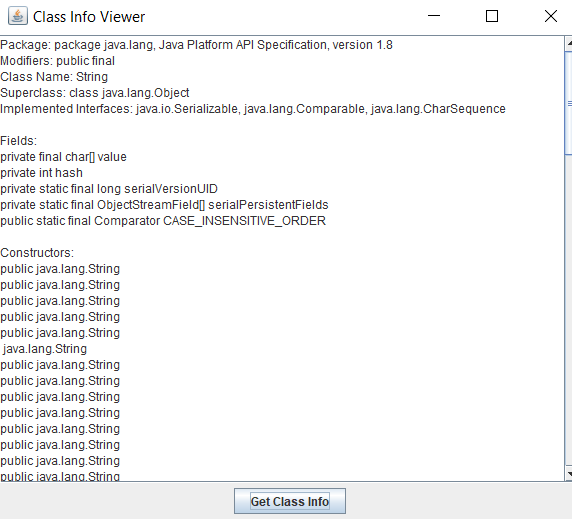 Class Info Viewer
Package: package java.lang, Java Platform API Specification, version 1.8
Modifiers: public final
Class Name: String
Superclass: class java.lang.Object
Implemented Interfaces: java.io.Serializable, java.lang.Comparable, java.lang.CharSequence
Fields:
private final char[] value
private int hash
private static final long serialVersionUID
private static final ObjectStreamField[] serialPersistentFields
public static final Comparator CASE_INSENSITIVE_ORDER
Constructors:
public java.lang.String
public java.lang.String
public java.lang.String
public java.lang.String
public java.lang.String
java.lang.String
public java.lang.String
public java.lang.String
public java.lang.String
public java.lang.String
public java.lang.String
public java.lang.String
public java.lang.String
public java.lang.String
Get Class Info